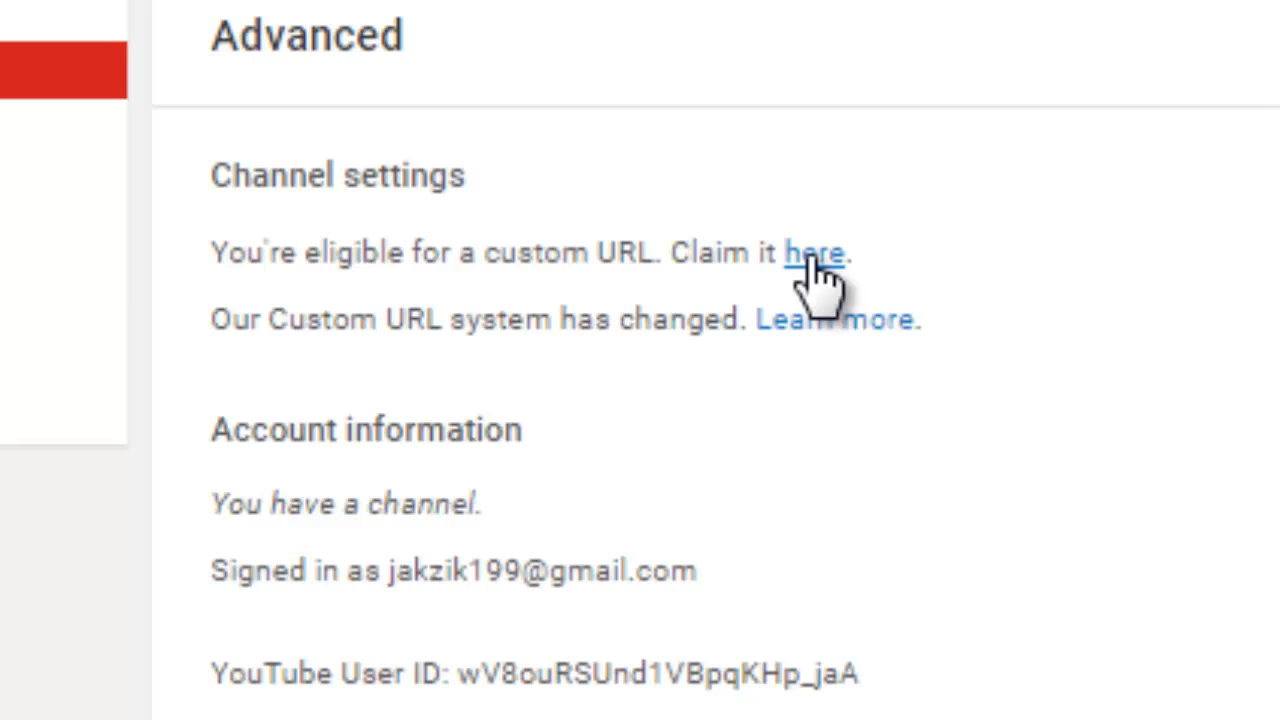 Advanced
Channel settings
You're eligible for a custom URL. Claim it here.
Our Custom URL system has changed. Learn more.
Account information
You have a channel.
Signed in as jakzik199@gmail.com
YouTube User ID: wV8ouRSUnd1VBpqKHp_jaA